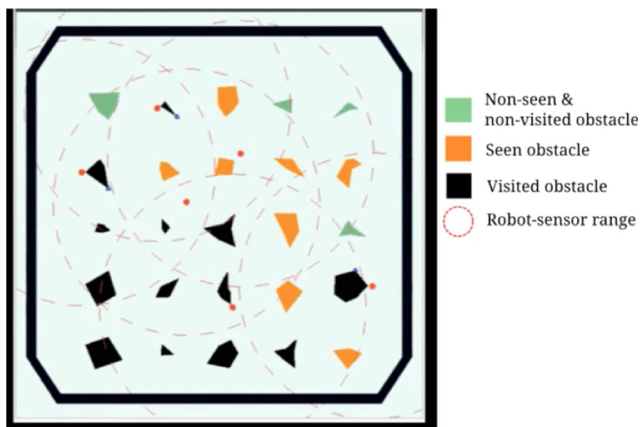 Non-seen &
non-visited obstacle
Seen obstacle
Visited obstacle
Robot-sensor range